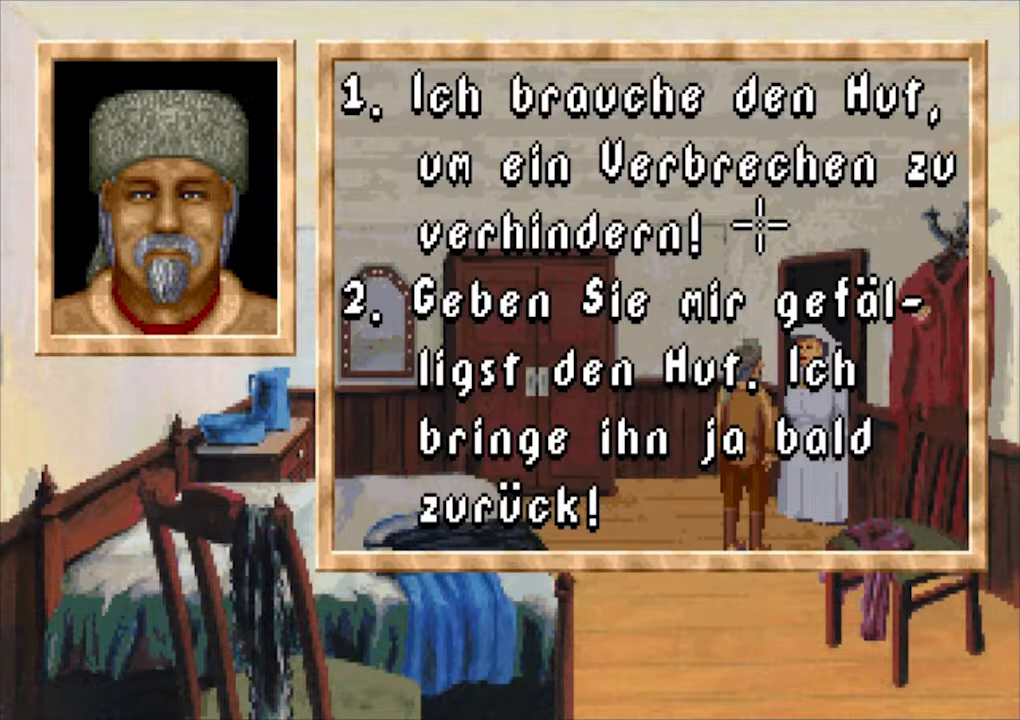 1. Ich brauche den Hut,
um ein Verbrechen zu
verhindern!
2. Geben Sie mir gefäl-
ligst den Hut. Ich
bringe ihn ja bald
zurück!